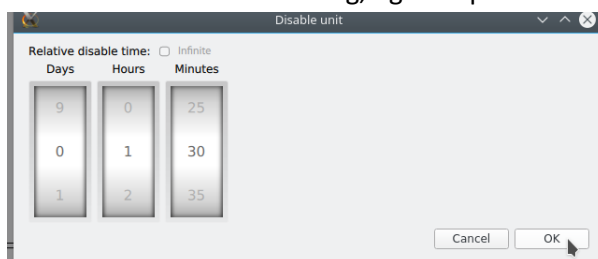 Disable unit
Relative disable time: Infinite
Days Hours Minutes
9 0 25
0 1 30
1 2 35
Cancel OK